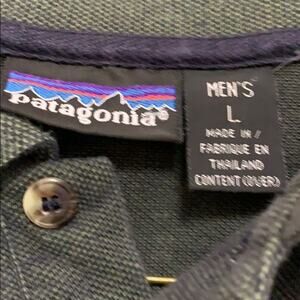 patagonia®
MEN'S
L
MADE IN /
FABRIQUE EN
THAILAND
CONTENT (OVER)